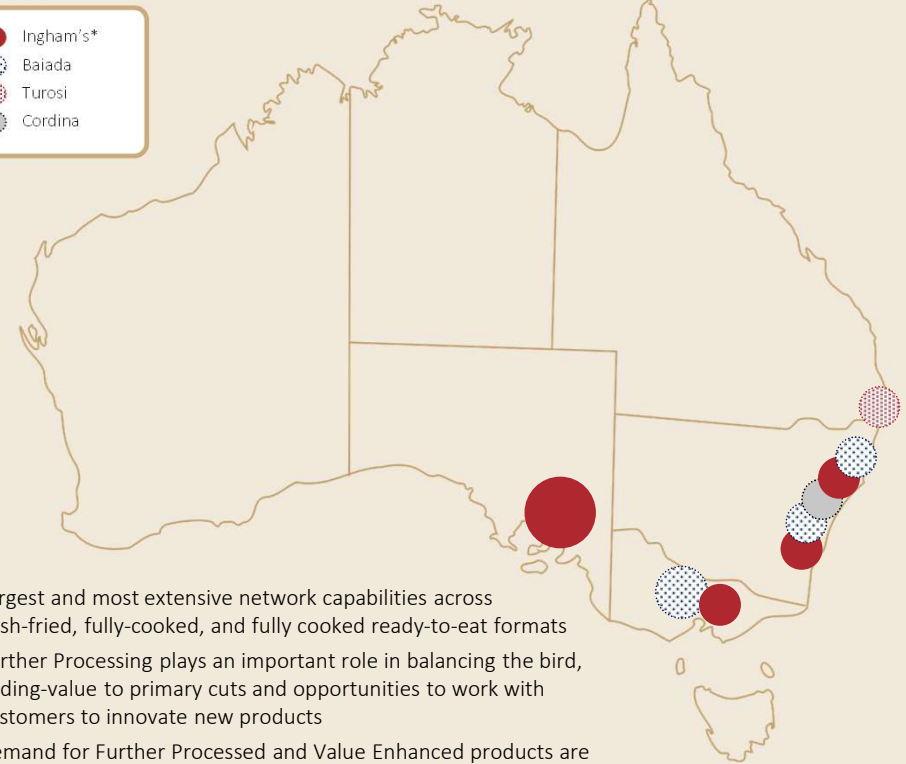 Ingham's*
Baiada
Turosi
Cordina
rgest and most extensive network capabilities across
sh-fried, fully-cooked, and fully cooked ready-to-eat formats
rther Processing plays an important role in balancing the bird,
ding-value to primary cuts and opportunities to work with
stomers to innovate new products
emand for Further Processed and Value Enhanced products are